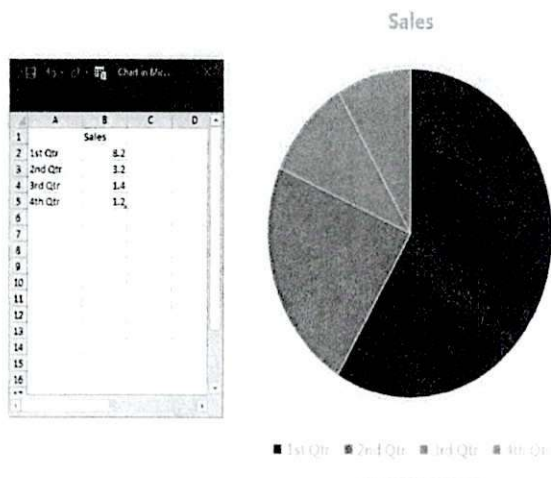 Sales
Chart in Mic...
A B C D
1 Sales
2 1st Qtr 8.2
3 2nd Qtr 3.2
4 3rd Qtr 1.4
5 4th Qtr 1.2
6
7
8
9
10
11
12
13
14
15
16
1st Qtr 2nd Qtr 3rd Qtr 4th Qtr